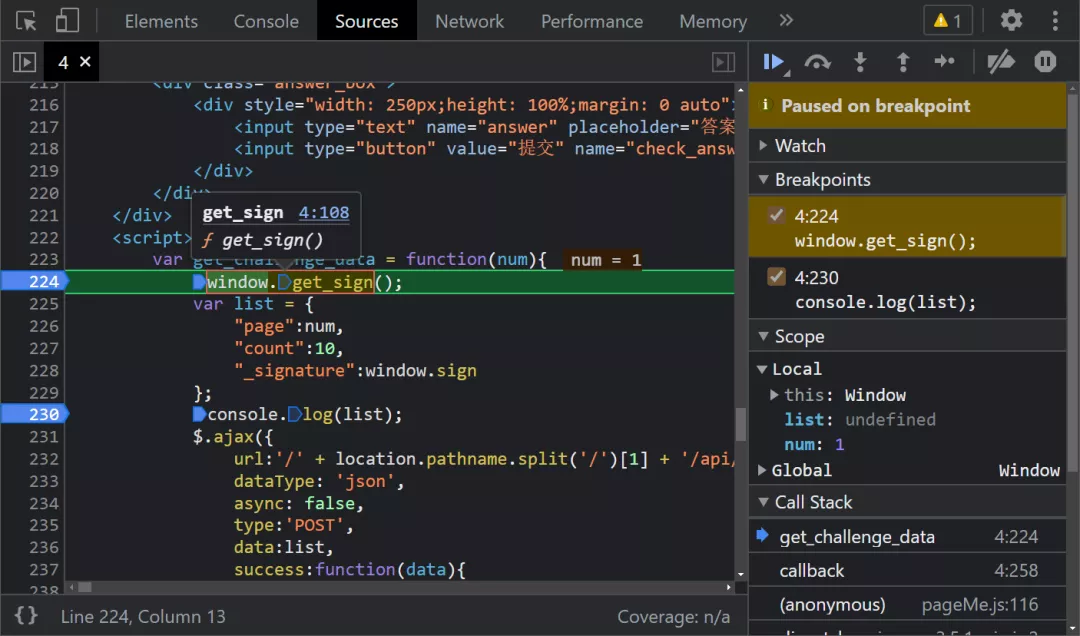 Elements Console Sources Network Performance Memory » 1
4 ×
<div class="answer_box">
216 <div style="width: 250px;height: 100%;margin: 0 auto">
217 <input type="text" name="answer" placeholder="答案
218 <input type="button" value="提交" name="check_answ
219 </div>
220 </div>
221 </div>
222 <script>
get_sign 4:108
ƒ get_sign()
223 var get_challenge_data = function(num){ num = 1
224 window.get_sign();
225 var list = {
226 "page":num,
227 "count":10,
228 "_signature":window.sign
229 };
230 console.log(list);
231 $.ajax({
232 url:'/' + location.pathname.split('/')[1] + '/api/
233 dataType: 'json',
234 async: false,
235 type:'POST',
236 data:list,
237 success:function(data){
238
{} Line 224, Column 13 Coverage: n/a
i Paused on breakpoint
Watch
Breakpoints
4:224
window.get_sign();
4:230
console.log(list);
Scope
Local
this: Window
list: undefined
num: 1
Global Window
Call Stack
get_challenge_data 4:224
callback 4:258
(anonymous) pageMe.js:116